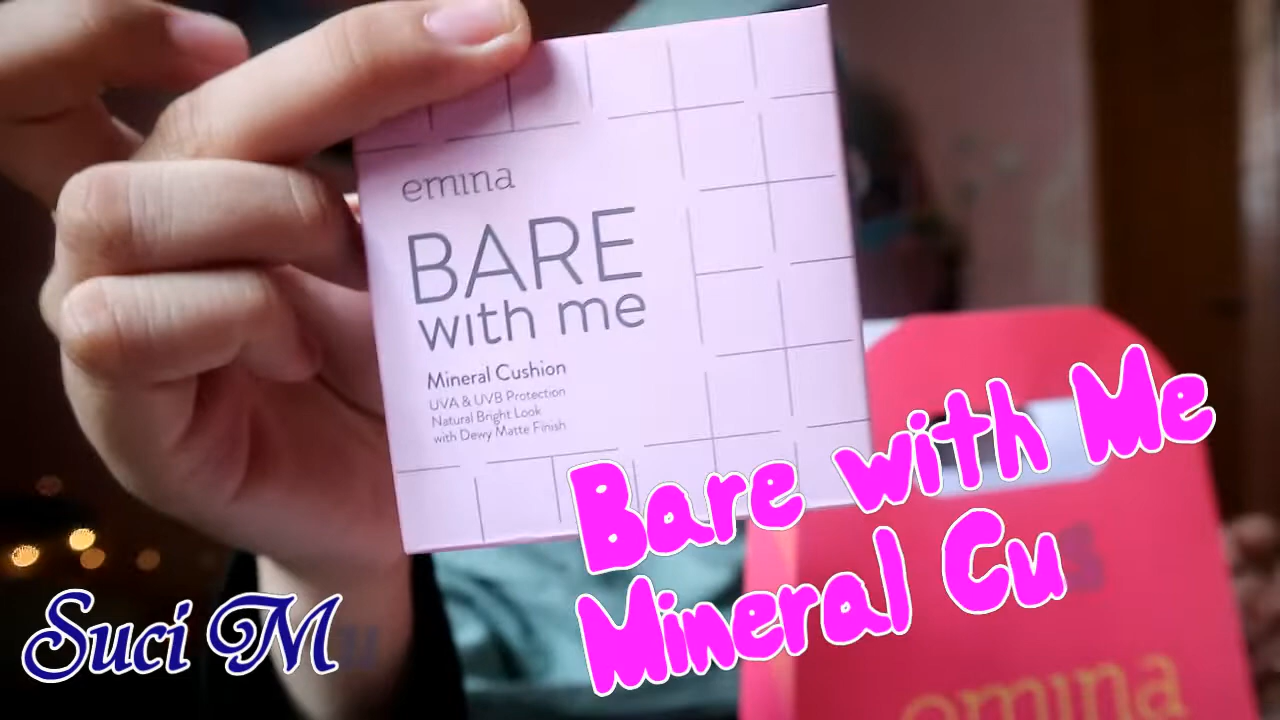 emina
BARE
with me
Mineral Cushion
UVA & UVB Protection
Natural Bright Look
with Dewy Matte Finish
Bare with Me
Mineral Cu
Suci M
emina